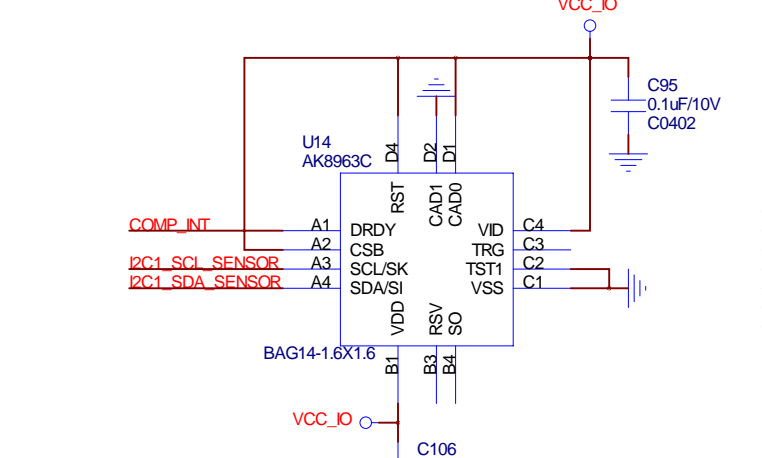 VCC_IO
C95
0.1uF/10V
C0402
U14
AK8963C
D4
D2
D1
RST
CAD1
CAD0
COMP_INT
A1
DRDY
VID
C4
A2
CSB
TRG
C3
I2C1_SCL_SENSOR
A3
SCL/SK
TST1
C2
I2C1_SDA_SENSOR
A4
SDA/SI
VSS
C1
VDD
RSV
SO
BAG14-1.6X1.6
B1
B3
B4
VCC_IO
C106